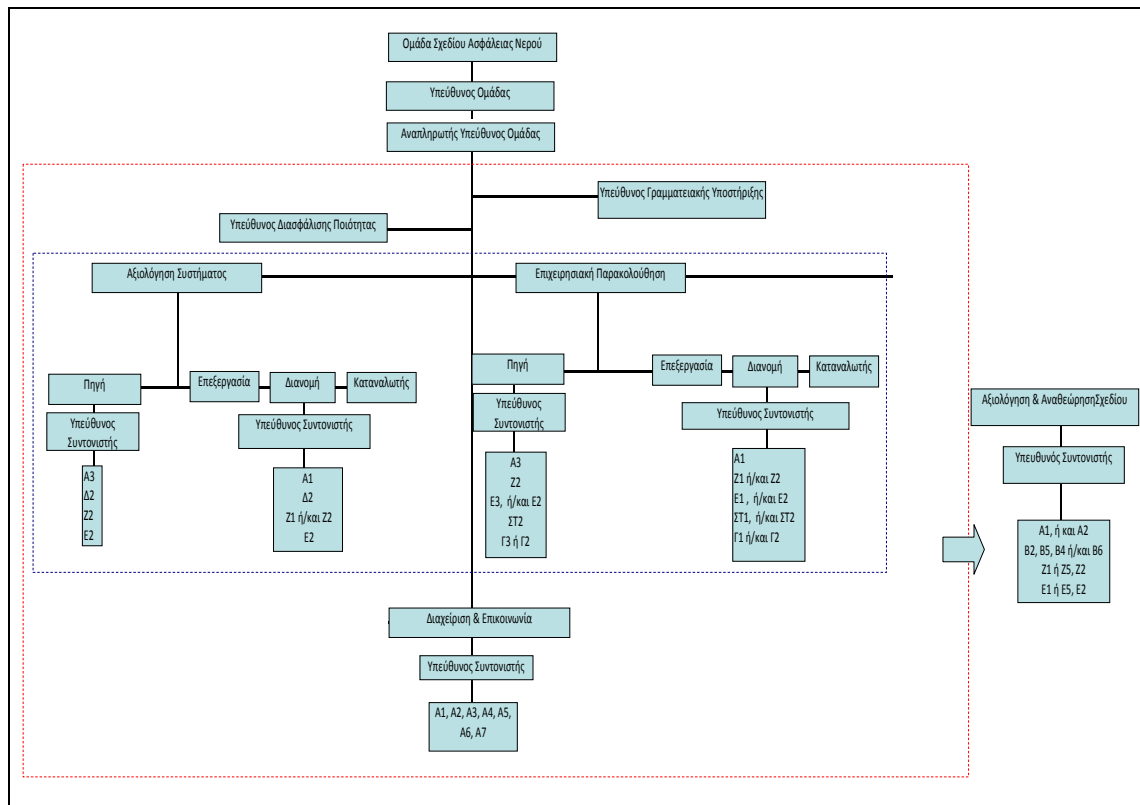 Ομάδα Σχεδίου Ασφάλειας Νερού
Υπεύθυνος Ομάδας
Αναπληρωτής Υπεύθυνος Ομάδας
Υπεύθυνος Γραμματειακής Υποστήριξης
Υπεύθυνος Διασφάλισης Ποιότητας
Αξιολόγηση Συστήματος
Επιχειρησιακή Παρακολούθηση
Πηγή
Επεξεργασία
Διανομή
Καταναλωτής
Υπεύθυνος
Συντονιστής
Υπεύθυνος Συντονιστής
Α3
Δ2
Ζ2
Ε2
Α1
Δ2
Ζ1 ή/και Ζ2
Ε2
Πηγή
Επεξεργασία
Διανομή
Καταναλωτής
Υπεύθυνος
Συντονιστής
Υπεύθυνος Συντονιστής
Α3
Ζ2
Ε3, ή/και Ε2
ΣΤ2
Γ3 ή Γ2
Α1
Ζ1 ή/και Ζ2
Ε1 , ή/και Ε2
ΣΤ1, ή/και ΣΤ2
Γ1 ή/και Γ2
Αξιολόγηση & ΑναθεώρησηΣχεδίου
Υπευθυνός Συντονιστής
Α1, ή και Α2
Β2, Β5, Β4 ή/και Β6
Ζ1 ή Ζ5, Ζ2
Ε1 ή Ε5, Ε2
Διαχείριση & Επικοινωνία
Υπεύθυνος Συντονιστής
Α1, Α2, Α3, Α4, Α5,
Α6, Α7